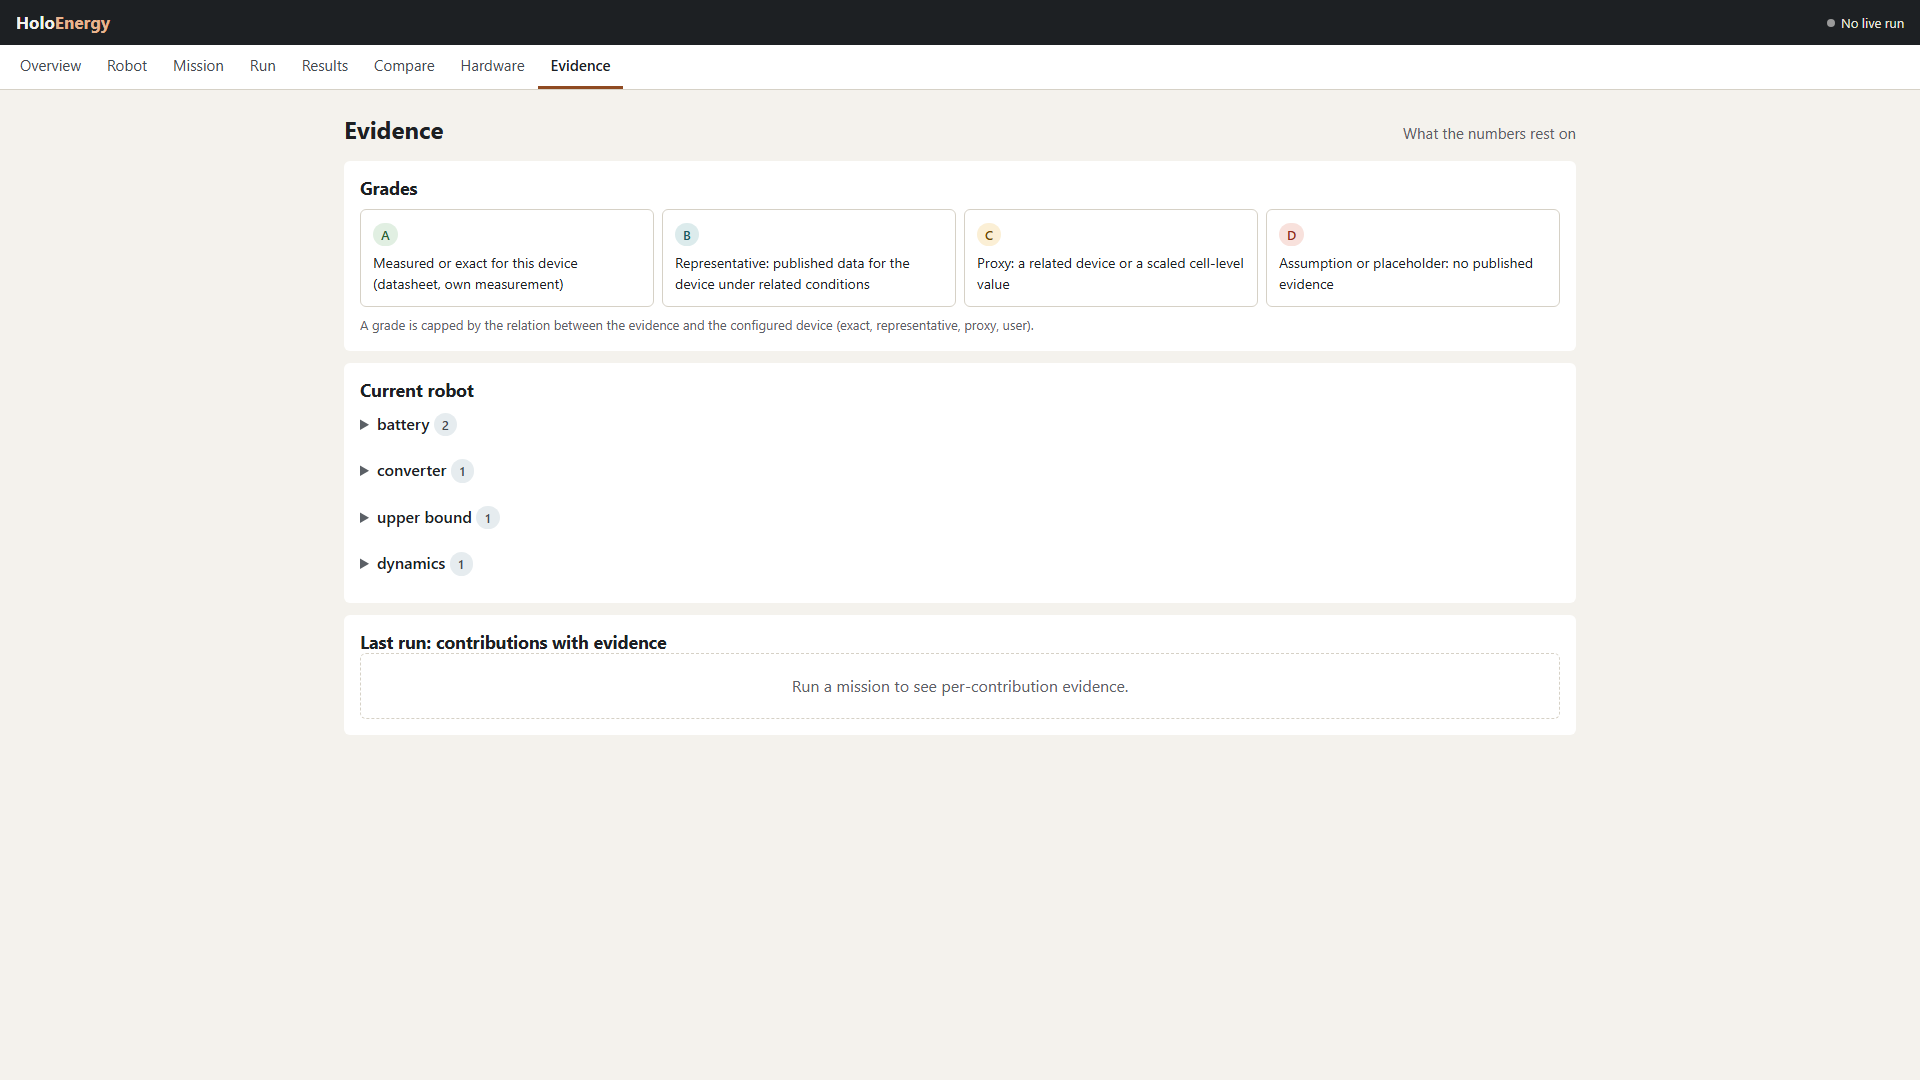 HoloEnergy
No live run
Overview Robot Mission Run Results Compare Hardware Evidence
Evidence
What the numbers rest on
Grades
A
Measured or exact for this device
(datasheet, own measurement)
B
Representative: published data for the
device under related conditions
C
Proxy: a related device or a scaled cell-level
value
D
Assumption or placeholder: no published
evidence
A grade is capped by the relation between the evidence and the configured device (exact, representative, proxy, user).
Current robot
battery 2
converter 1
upper bound 1
dynamics 1
Last run: contributions with evidence
Run a mission to see per-contribution evidence.